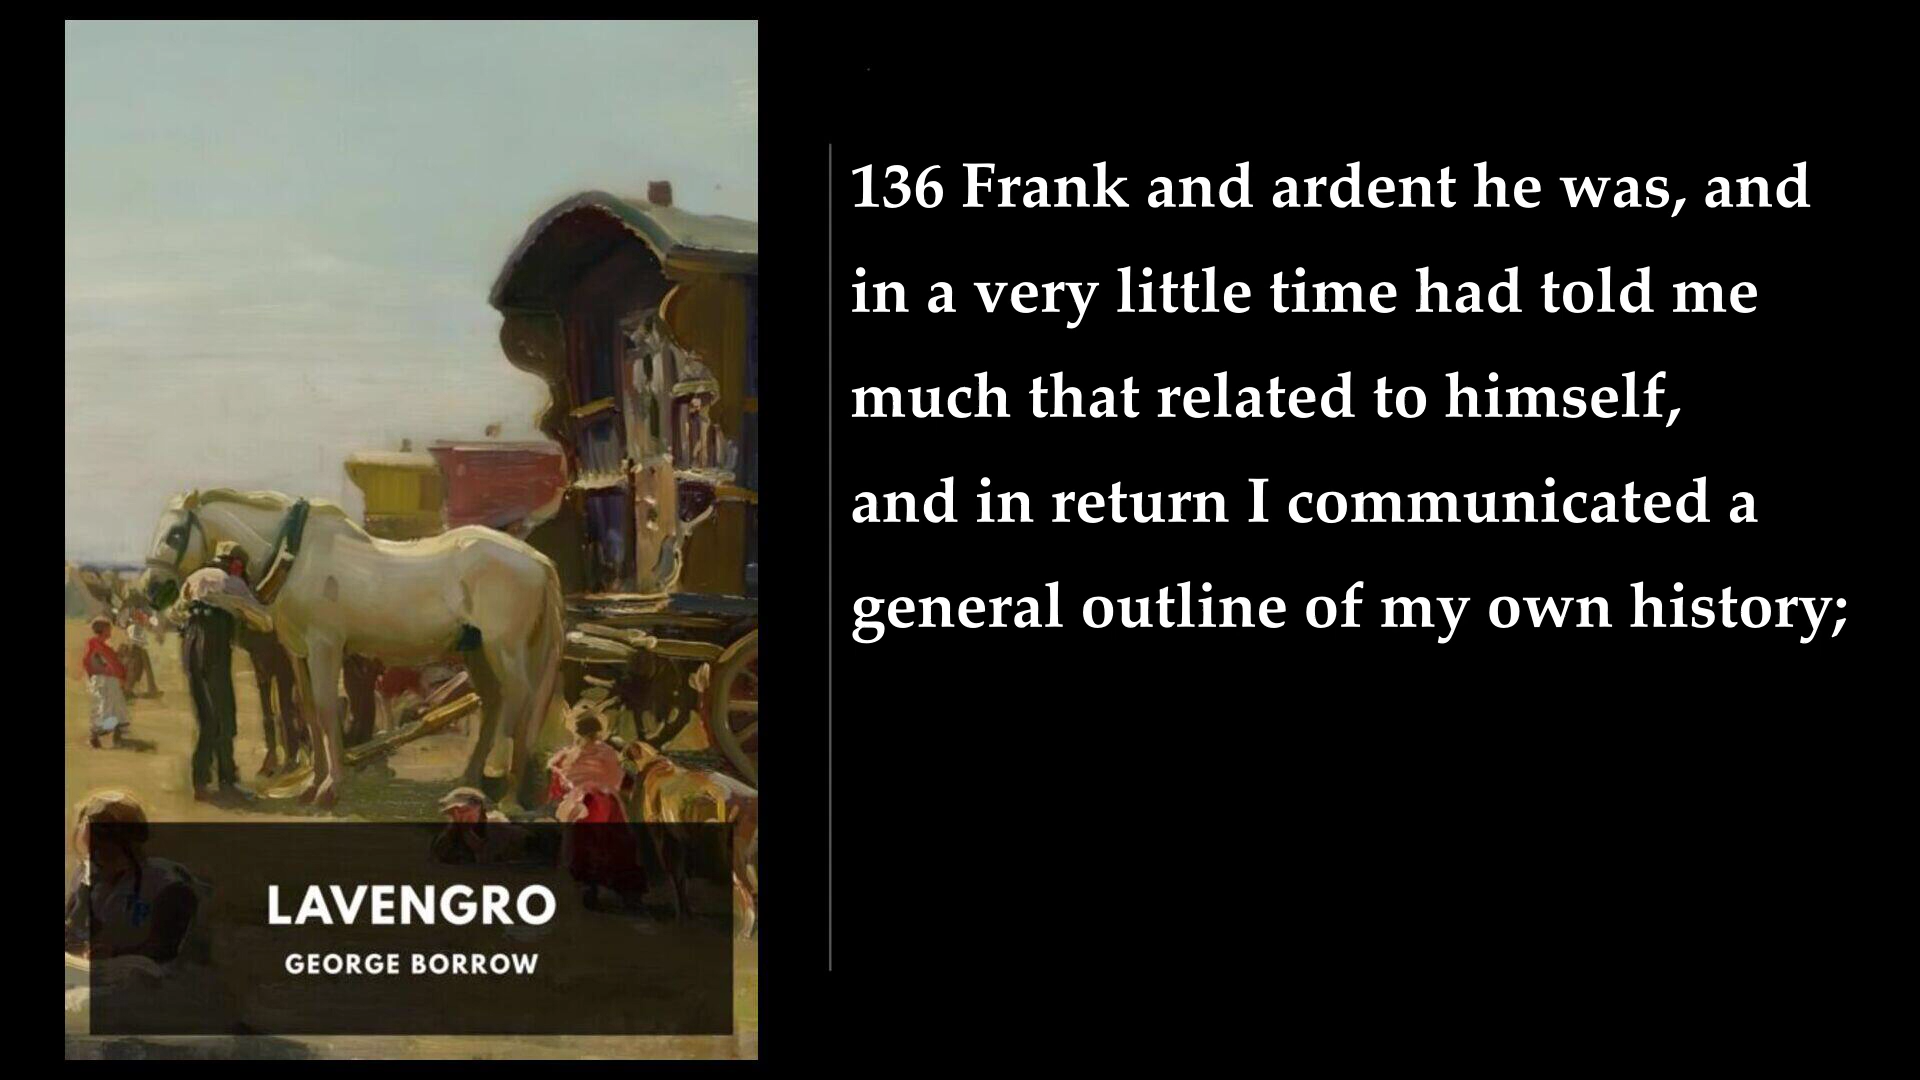 136 Frank and ardent he was, and
in a very little time had told me
much that related to himself,
and in return I communicated a
general outline of my own history;
LAVENGRO
GEORGE BORROW